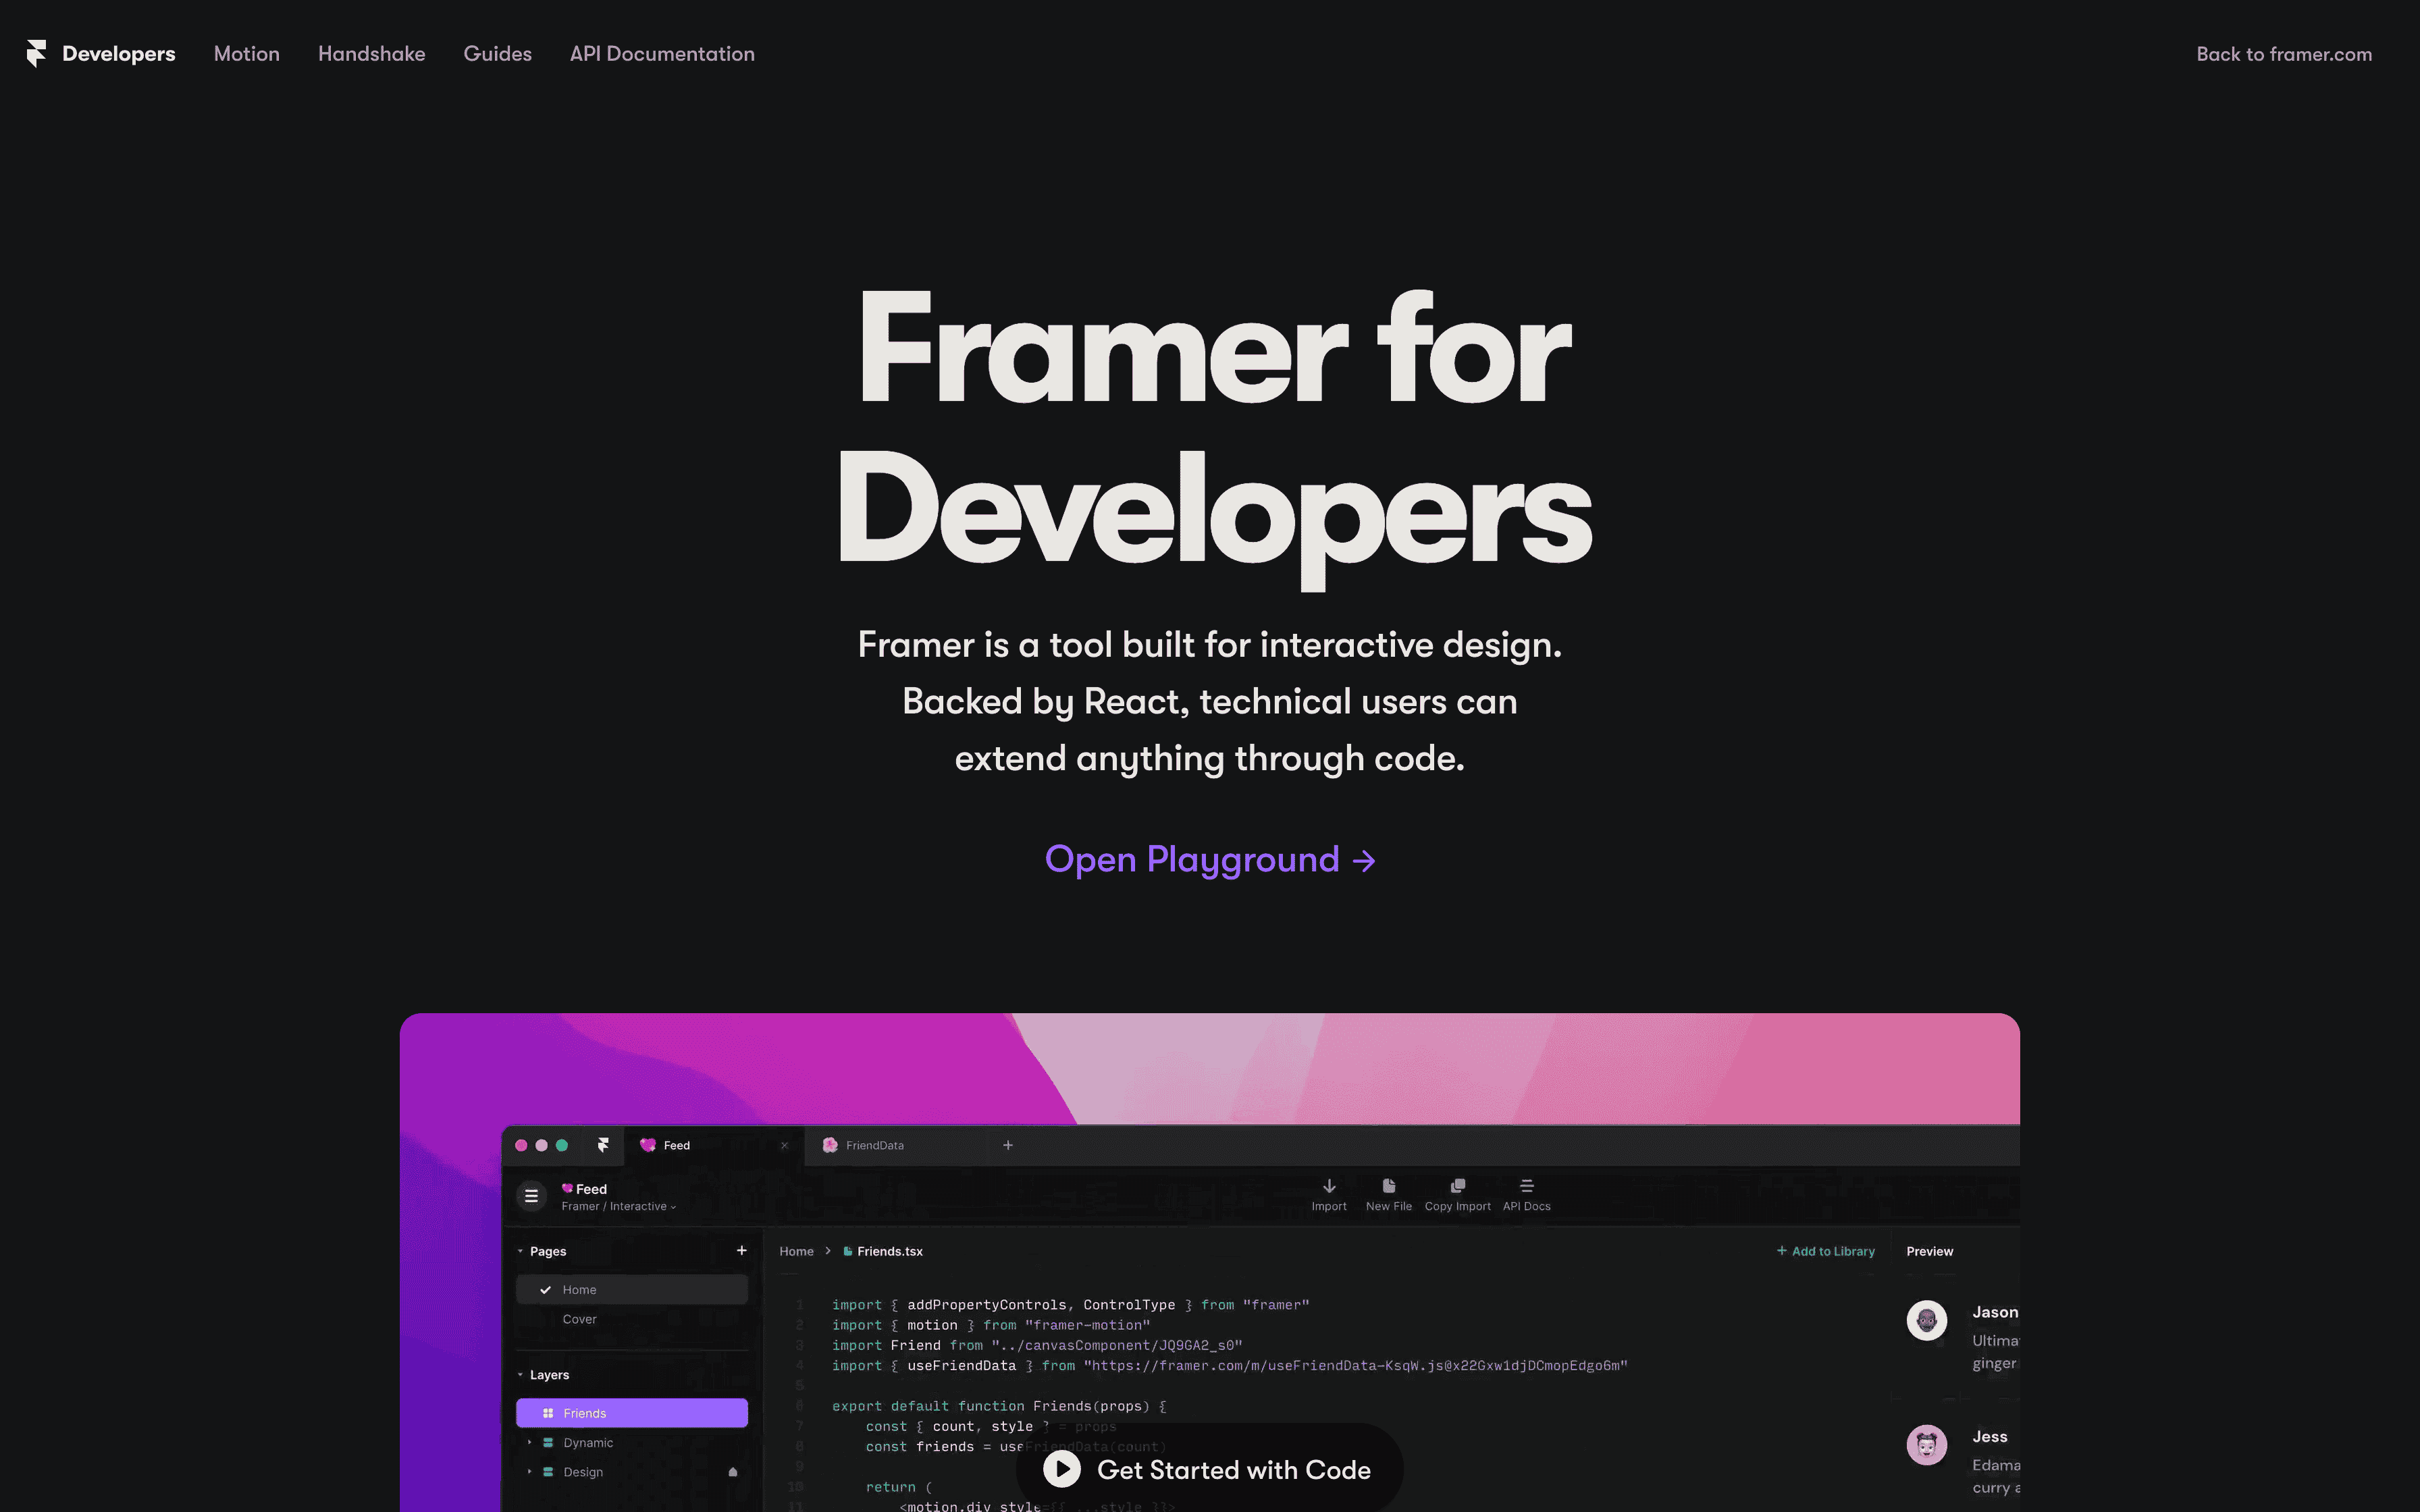 Developers Motion Handshake Guides API Documentation Back to framer.com
Framer for
Developers
Framer is a tool built for interactive design.
Backed by React, technical users can
extend anything through code.
Open Playground →
Feed × FriendData +
Feed
Framer / Interactive
Import New File Copy Import API Docs
Pages +
Home
Cover
Layers
Friends
Dynamic
Design
Home > Friends.tsx + Add to Library Preview
1 import { addPropertyControls, ControlType } from "framer"
2 import { motion } from "framer-motion"
3 import Friend from "../canvasComponent/JQ9GA2_s0"
4 import { useFriendData } from "https://framer.com/m/useFriendData-KsqW.js@x22Gxw1djDCmopEdgo6m"
5
6 export default function Friends(props) {
7 const { count, style } = props
8 const friends = useFriendData(count)
9
10 return (
11 <motion.div style={{ ...style }}>
Get Started with Code
Jason
Ultima
ginger
Jess
Edama
curry a